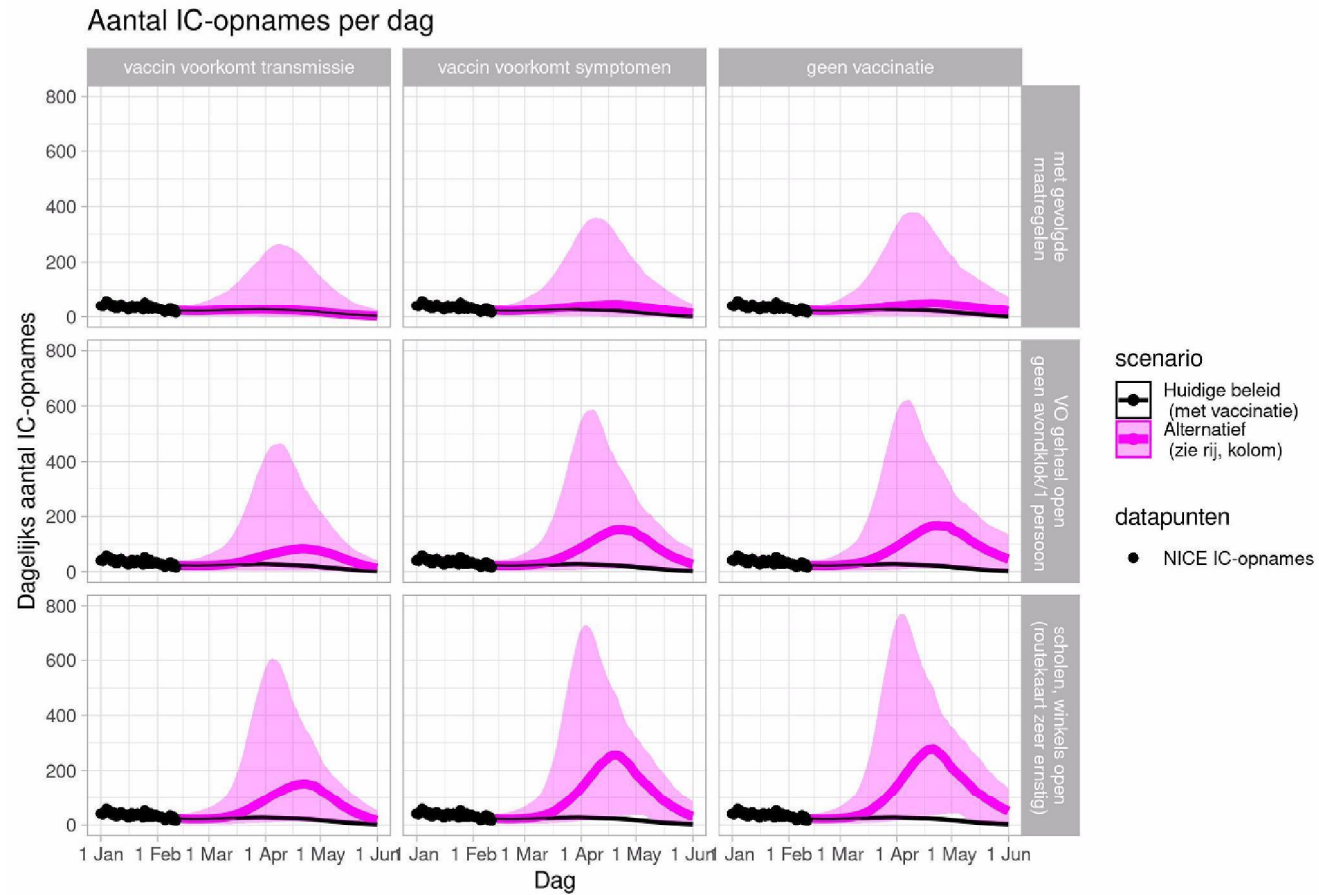 Aantal IC-opnames per dag
vaccin voorkomt transmissie
vaccin voorkomt symptomen
geen vaccinatie
Dagelijks aantal IC-opnames
800
600
400
200
0
met gevolgde
maatregelen
800
600
400
200
0
VO geheel open
geen avondklok/1 persoon
800
600
400
200
0
scholen, winkels open
(routekaart zeer ernstig)
1 Jan 1 Feb 1 Mar 1 Apr 1 May 1 Jun
1 Jan 1 Feb 1 Mar 1 Apr 1 May 1 Jun
1 Jan 1 Feb 1 Mar 1 Apr 1 May 1 Jun
Dag
scenario
Huidige beleid
(met vaccinatie)
Alternatief
(zie rij, kolom)
datapunten
NICE IC-opnames